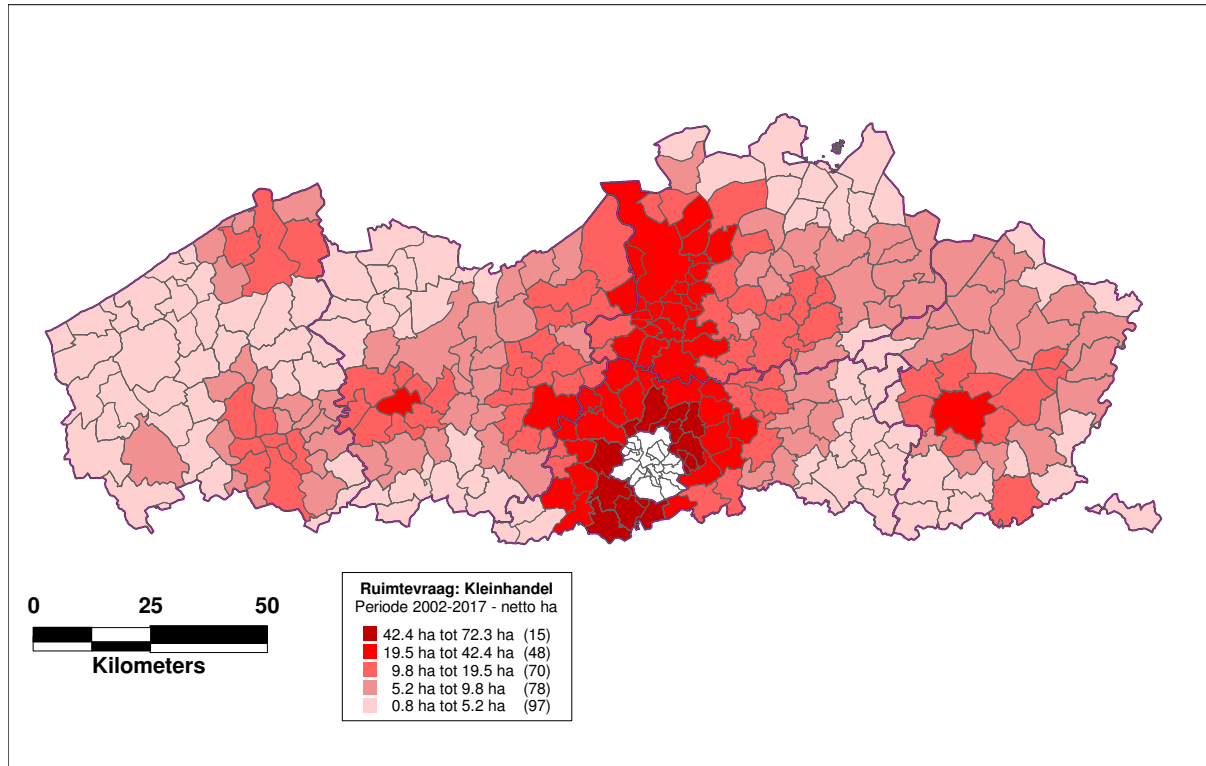 0 25 50
Kilometers
Ruimtevraag: Kleinhandel
Periode 2002-2017 - netto ha
42.4 ha tot 72.3 ha (15)
19.5 ha tot 42.4 ha (48)
9.8 ha tot 19.5 ha (70)
5.2 ha tot 9.8 ha (78)
0.8 ha tot 5.2 ha (97)